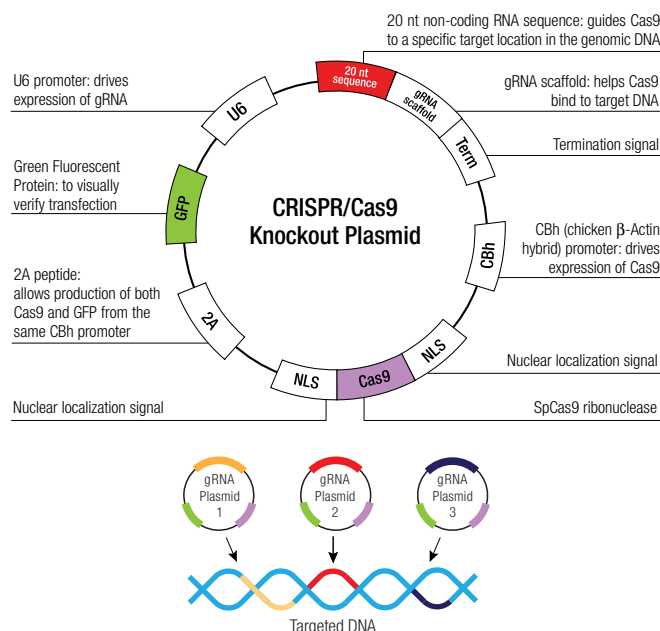 20 nt non-coding RNA sequence: guides Cas9
to a specific target location in the genomic DNA
U6 promoter: drives
expression of gRNA
gRNA scaffold: helps Cas9
bind to target DNA
Termination signal
Green Fluorescent
Protein: to visually
verify transfection
CBh (chicken β-Actin
hybrid) promoter: drives
expression of Cas9
2A peptide:
allows production of both
Cas9 and GFP from the
same CBh promoter
Nuclear localization signal
Nuclear localization signal
SpCas9 ribonuclease
CRISPR/Cas9
Knockout Plasmid
20 nt
sequence
gRNA
scaffold
Term
CBh
NLS
Cas9
NLS
2A
GFP
U6
gRNA
Plasmid
1
gRNA
Plasmid
2
gRNA
Plasmid
3
Targeted DNA